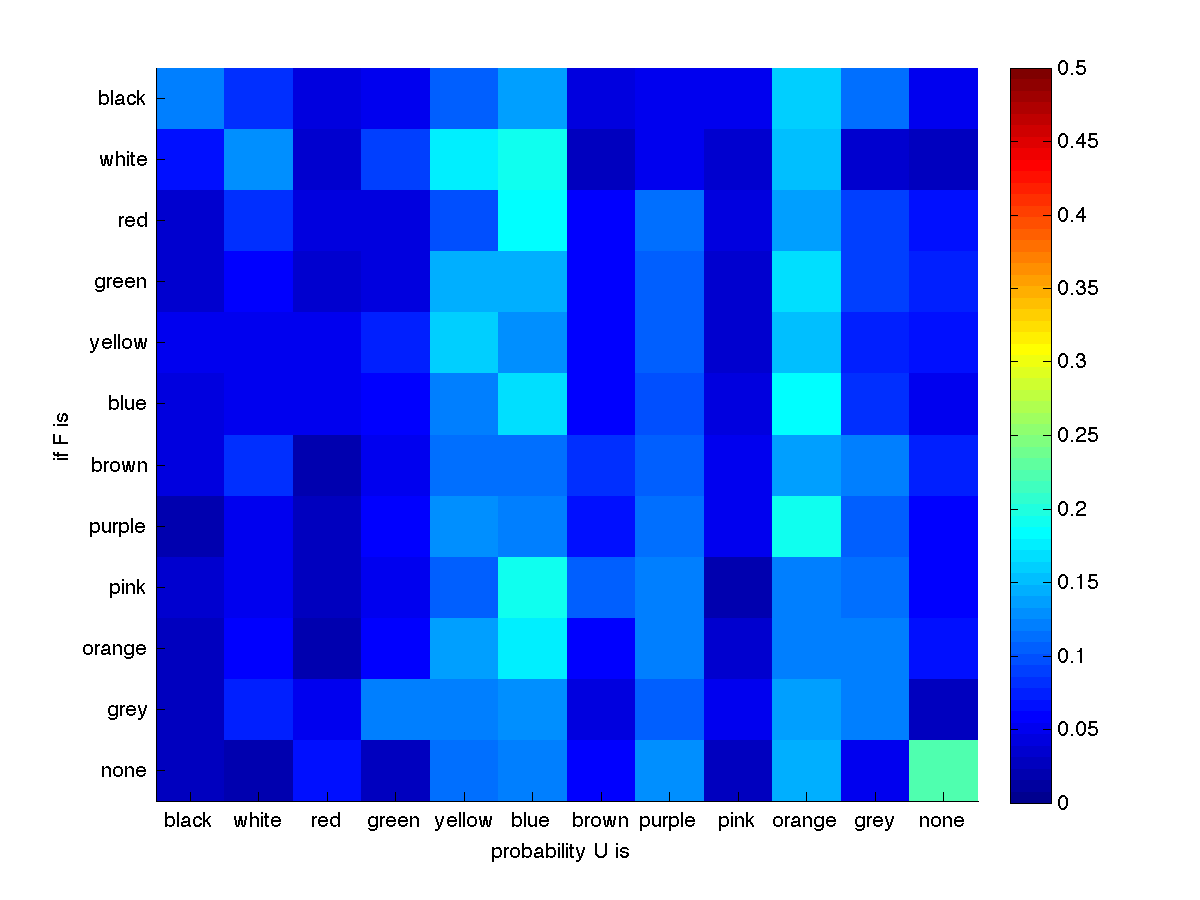 black
white
red
green
yellow
blue
brown
purple
pink
orange
grey
none
if F is
black white red green yellow blue brown purple pink orange grey none
probability U is
0.5
0.45
0.4
0.35
0.3
0.25
0.2
0.15
0.1
0.05
0